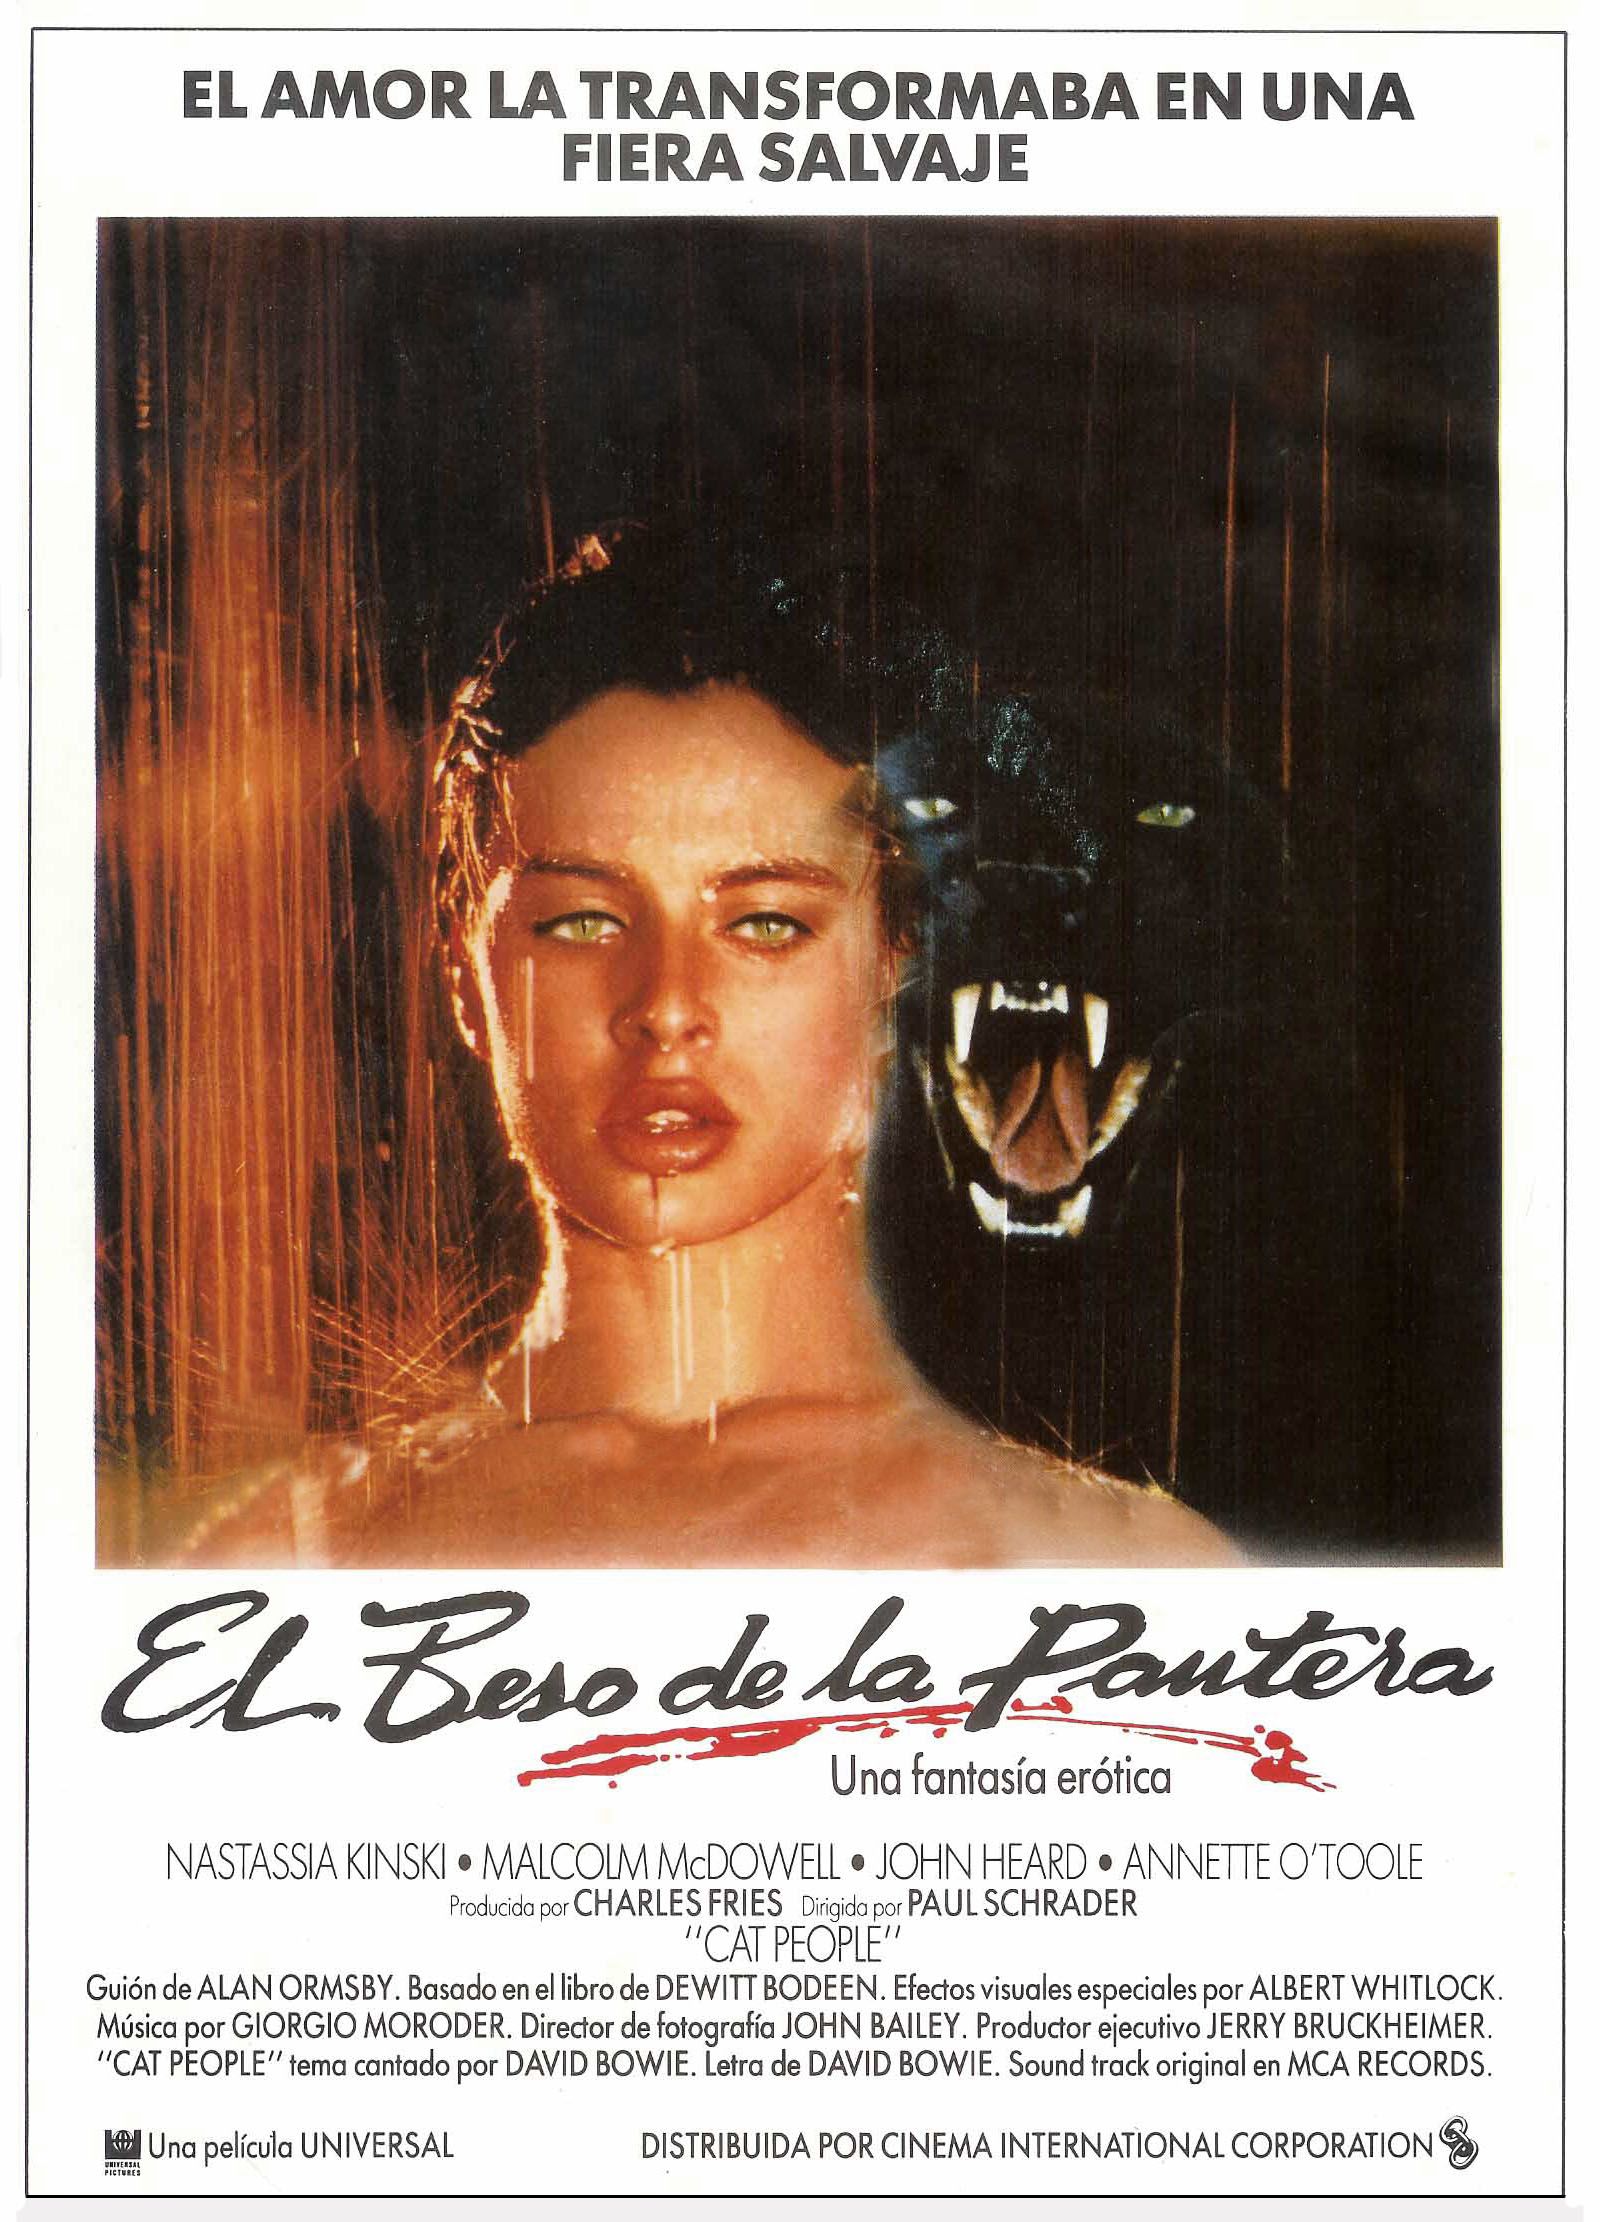 EL AMOR LA TRANSFORMABA EN UNA
FIERA SALVAJE
El Beso de la Pantera
Una fantasía erótica
NASTASSIA KINSKI • MALCOLM McDOWELL • JOHN HEARD • ANNETTE O'TOOLE
Producida por CHARLES FRIES Dirigida por PAUL SCHRADER
"CAT PEOPLE"
Guión de ALAN ORMSBY. Basado en el libro de DEWITT BODEEN. Efectos visuales especiales por ALBERT WHITLOCK.
Música por GIORGIO MORODER. Director de fotografía JOHN BAILEY. Productor ejecutivo JERRY BRUCKHEIMER.
"CAT PEOPLE" tema cantado por DAVID BOWIE. Letra de DAVID BOWIE. Sound track original en MCA RECORDS.
UNIVERSAL
PICTURES
Una película UNIVERSAL
DISTRIBUIDA POR CINEMA INTERNATIONAL CORPORATION